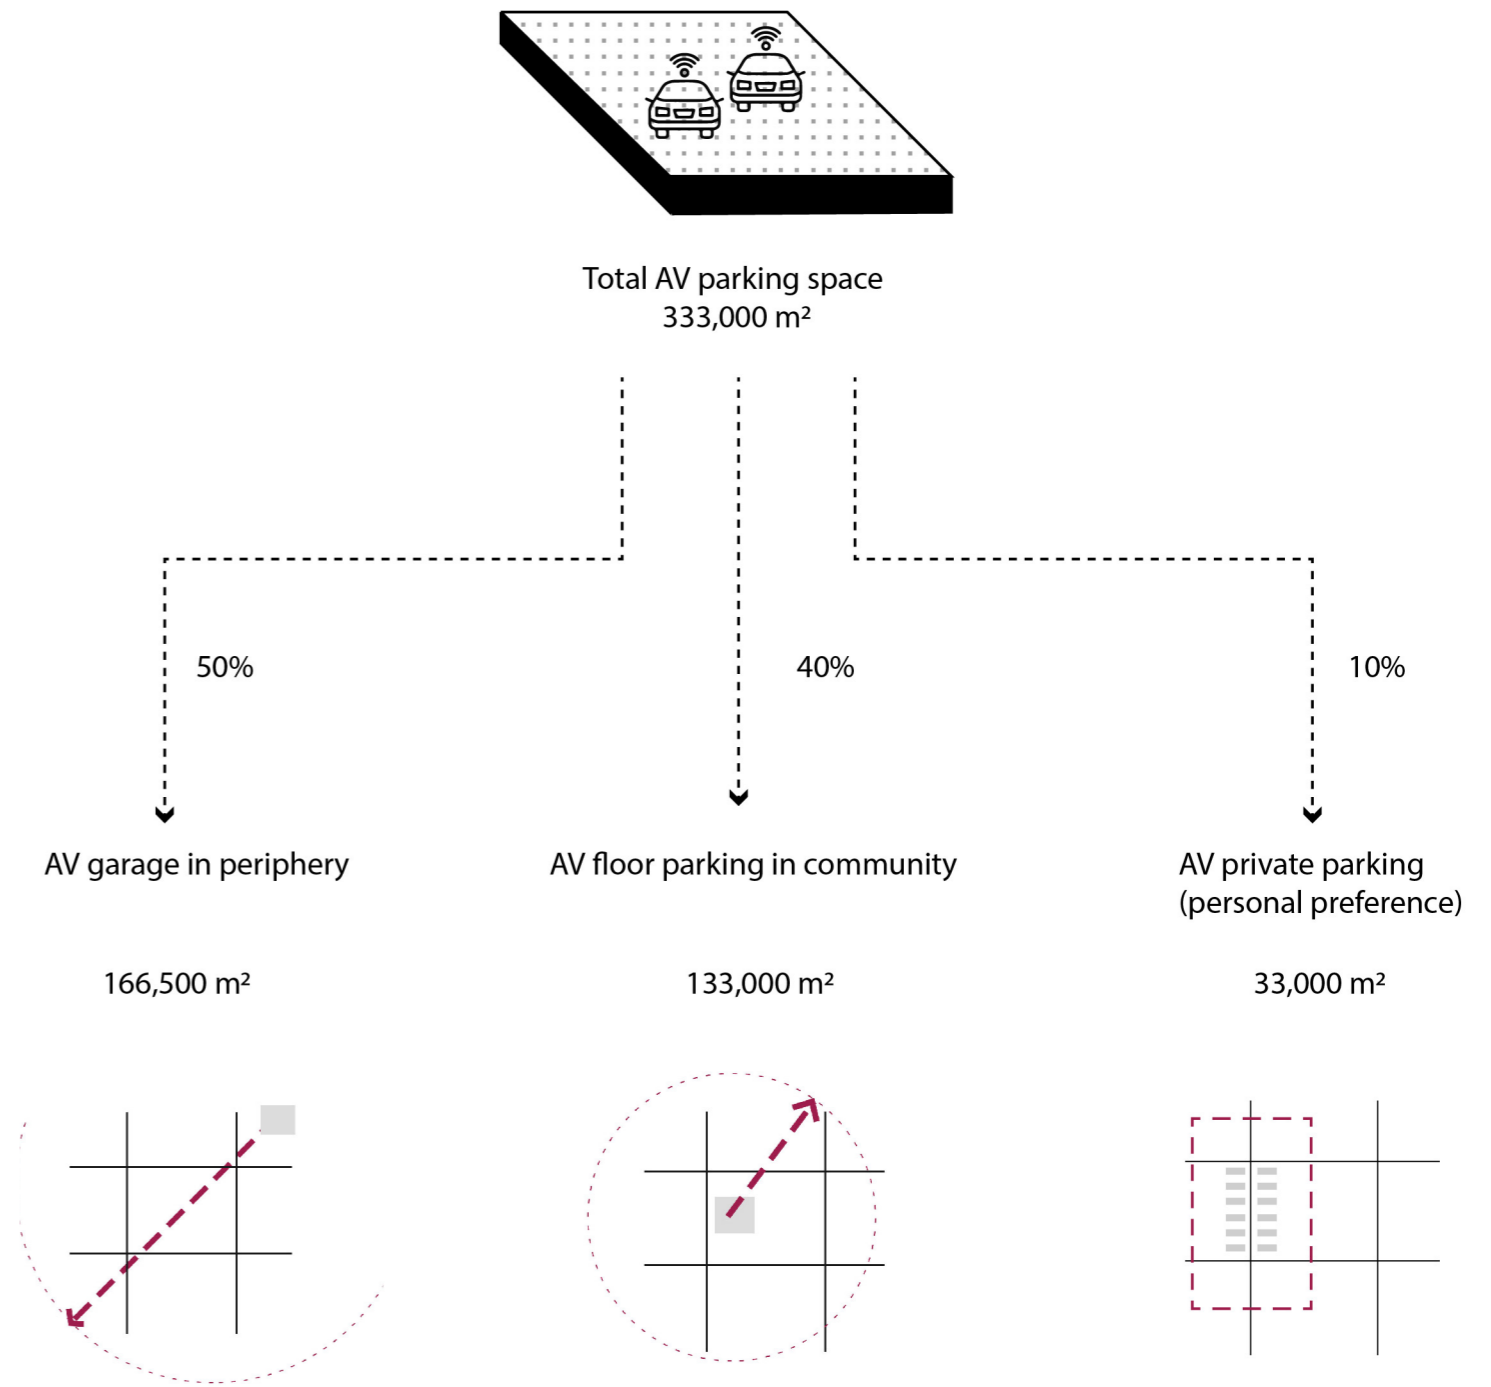 Total AV parking space
333,000 m²
50%
40%
10%
AV garage in periphery
AV floor parking in community
AV private parking
(personal preference)
166,500 m²
133,000 m²
33,000 m²